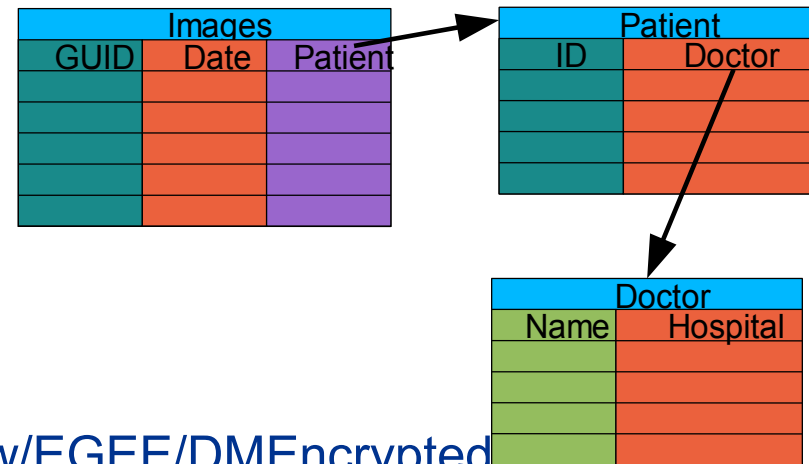 Images
GUID Date Patient
Patient
ID Doctor
Doctor
Name Hospital
/EGEE/DMEncrypted